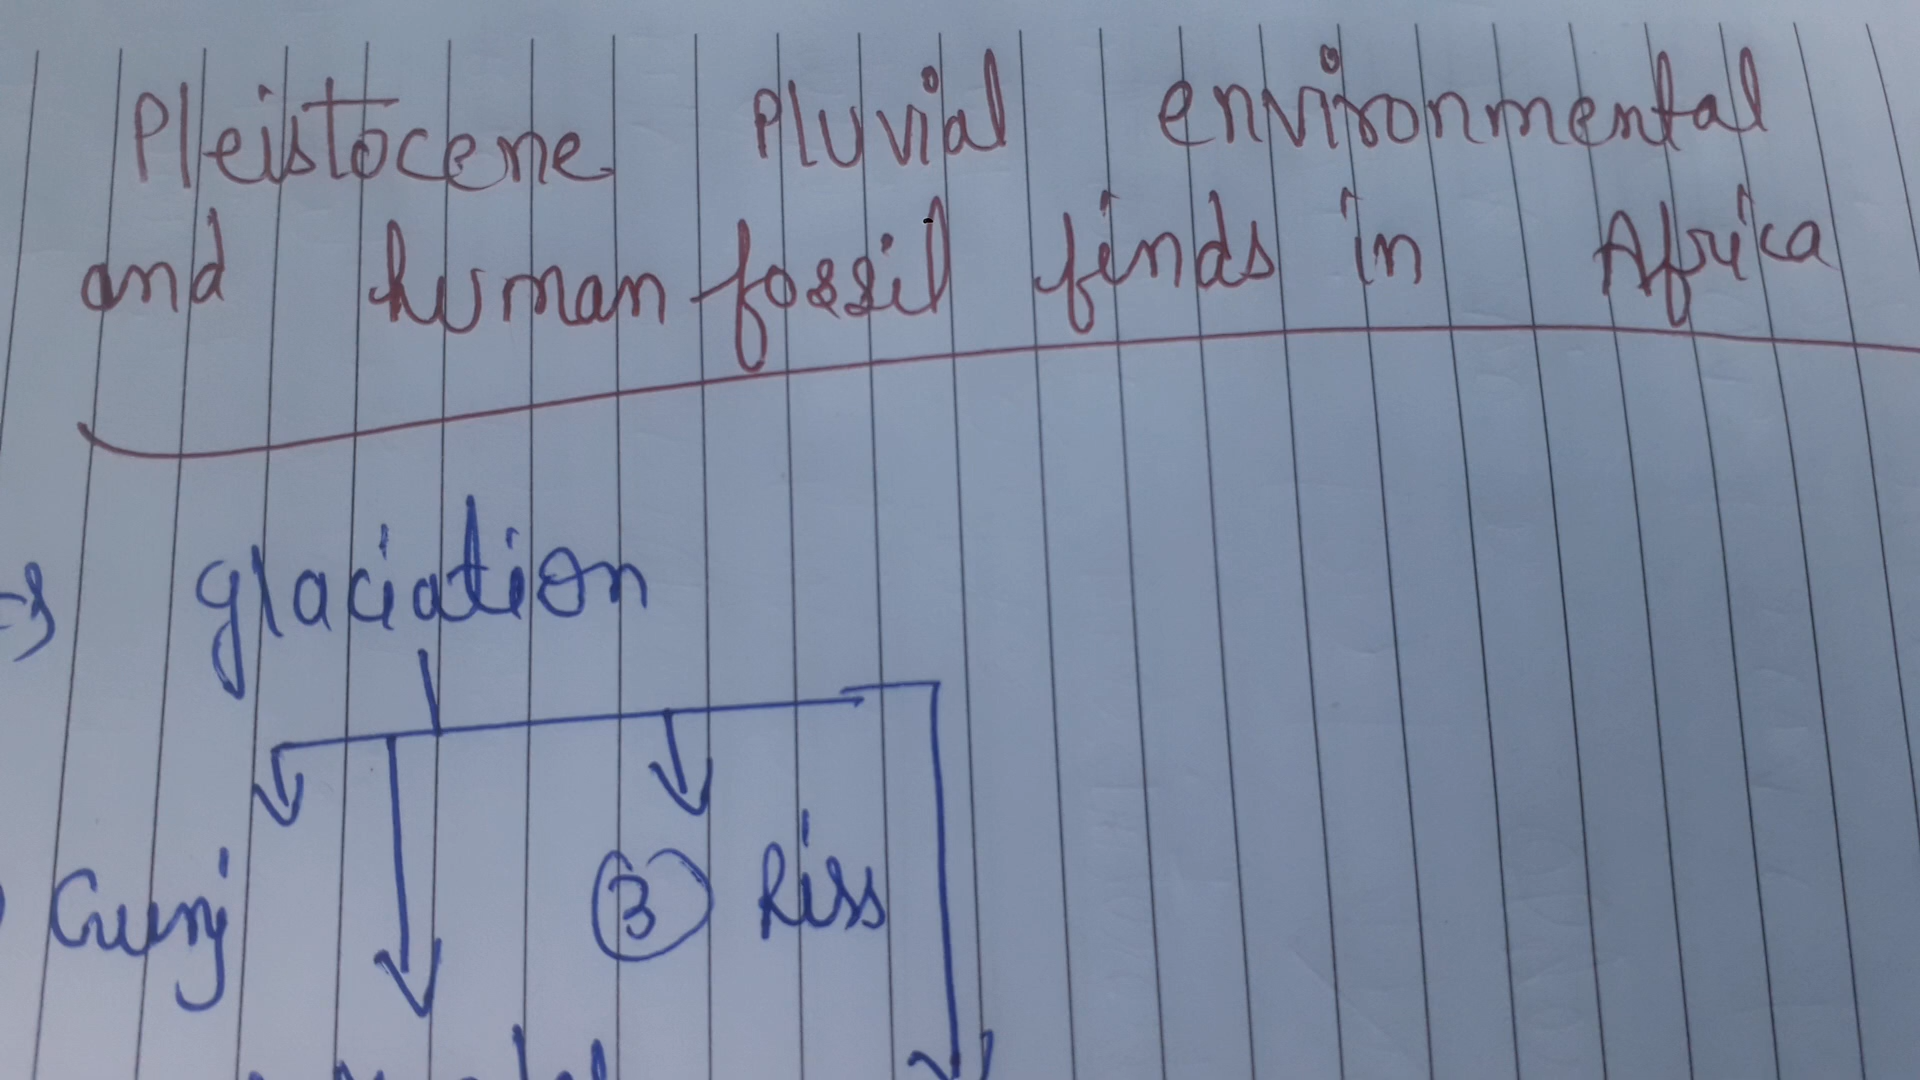 Pleistocene Pluvial environmental
and human fossil finds in Africa
→ glaciation
Gunj
③ Riss